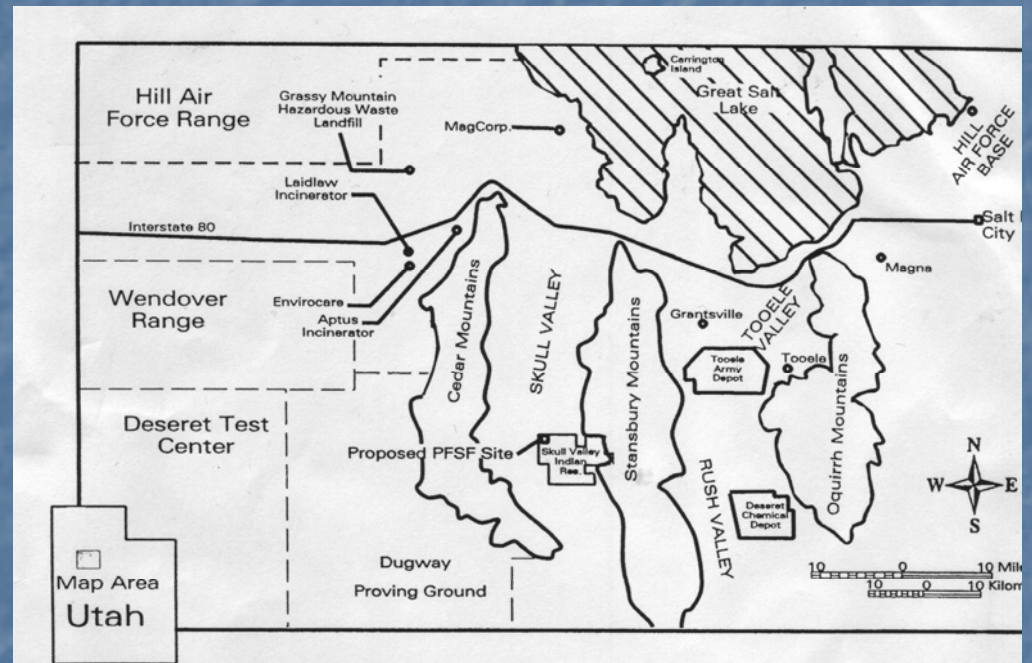 Hill Air
Force Range
Grassy Mountain
Hazardous Waste
Landfill
MagCorp.
Carrington
Island
Great Salt
Lake
HILL
AIR FORCE
BASE
Laidlaw
Incinerator
Interstate 80
Salt
City
Magna
Wendover
Range
Envirocare
Aptus
Incinerator
Cedar Mountains
SKULL VALLEY
Stansbury Mountains
Grantsville
TOOELE
VALLEY
Tooele
Army
Depot
Tooele
Oquirrh Mountains
Deseret Test
Center
Proposed PFSF Site
Skull Valley
Indian
Res.
RUSH VALLEY
Deseret
Chemical
Depot
N
W
E
S
Dugway
Proving Ground
10 0 10 Mile
10 0 10 Kilom
Map Area
Utah